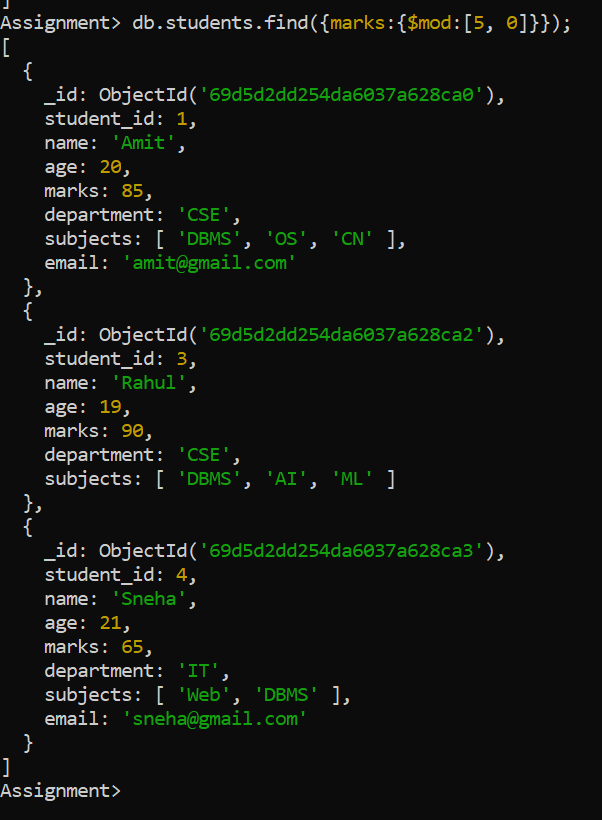 ]
Assignment> db.students.find({marks:{$mod:[5, 0]}});
[
  {
    _id: ObjectId('69d5d2dd254da6037a628ca0'),
    student_id: 1,
    name: 'Amit',
    age: 20,
    marks: 85,
    department: 'CSE',
    subjects: [ 'DBMS', 'OS', 'CN' ],
    email: 'amit@gmail.com'
  },
  {
    _id: ObjectId('69d5d2dd254da6037a628ca2'),
    student_id: 3,
    name: 'Rahul',
    age: 19,
    marks: 90,
    department: 'CSE',
    subjects: [ 'DBMS', 'AI', 'ML' ]
  },
  {
    _id: ObjectId('69d5d2dd254da6037a628ca3'),
    student_id: 4,
    name: 'Sneha',
    age: 21,
    marks: 65,
    department: 'IT',
    subjects: [ 'Web', 'DBMS' ],
    email: 'sneha@gmail.com'
  }
]
Assignment>